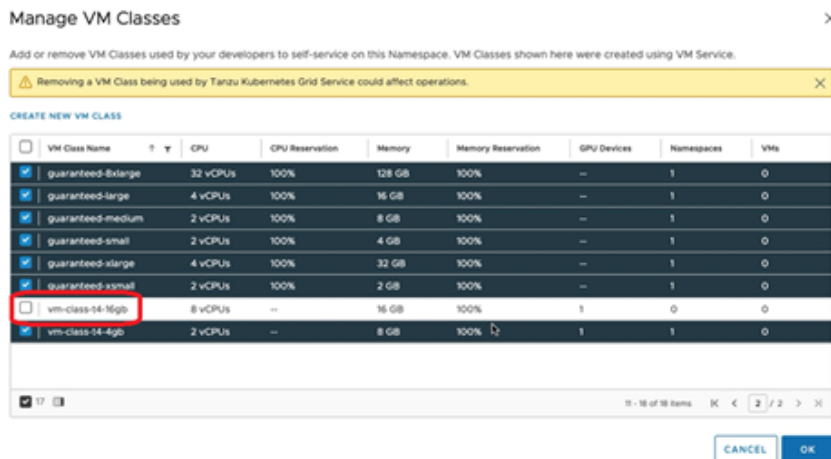 Manage VM Classes
Add or remove VM Classes used by your developers to self-service on this Namespace. VM Classes shown here were created using VM Service.
Removing a VM Class being used by Tanzu Kubernetes Grid Service could affect operations.
CREATE NEW VM CLASS
VM Class Name CPU CPU Reservation Memory Memory Reservation GPU Devices Namespaces VMs
guaranteed-8xlarge 32 vCPUs 100% 128 GB 100% -- 1 0
guaranteed-large 4 vCPUs 100% 16 GB 100% -- 1 0
guaranteed-medium 2 vCPUs 100% 8 GB 100% -- 1 0
guaranteed-small 2 vCPUs 100% 4 GB 100% -- 1 0
guaranteed-xlarge 4 vCPUs 100% 32 GB 100% -- 1 0
guaranteed-xsmall 2 vCPUs 100% 2 GB 100% -- 1 0
vm-class-t4-16gb 8 vCPUs -- 16 GB 100% 1 0 0
vm-class-t4-4gb 2 vCPUs -- 8 GB 100% 1 1 0
17 11 - 18 of 18 items 2 / 2
CANCEL OK